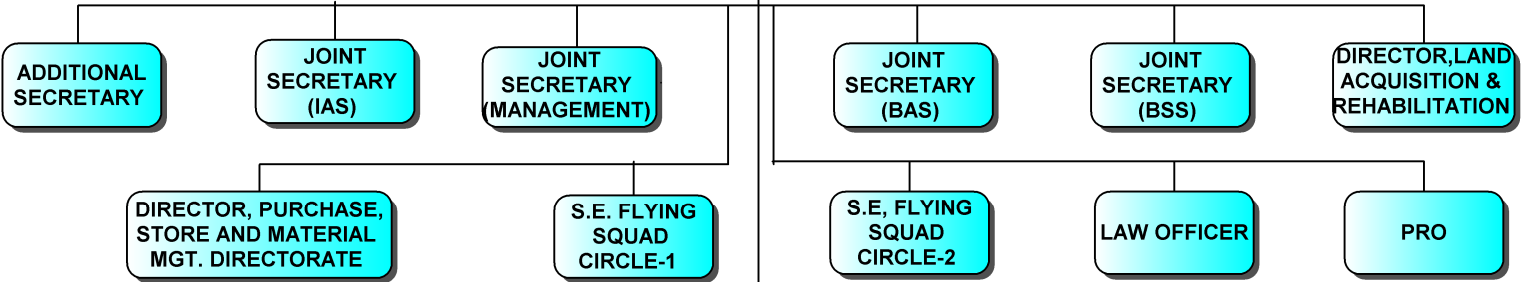 ADDITIONAL
SECRETARY
JOINT
SECRETARY
(IAS)
JOINT
SECRETARY
(MANAGEMENT)
JOINT
SECRETARY
(BAS)
JOINT
SECRETARY
(BSS)
DIRECTOR,LAND
ACQUISITION &
REHABILITATION
DIRECTOR, PURCHASE,
STORE AND MATERIAL
MGT. DIRECTORATE
S.E. FLYING
SQUAD
CIRCLE-1
S.E, FLYING
SQUAD
CIRCLE-2
LAW OFFICER
PRO